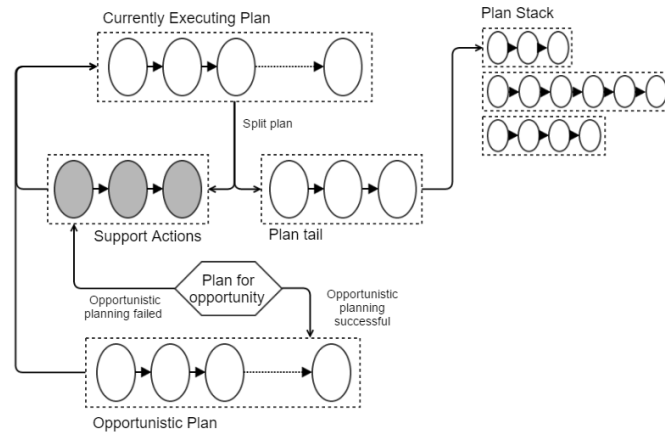 Currently Executing Plan
Plan Stack
Split plan
Support Actions
Plan tail
Plan for
opportunity
Opportunistic
planning failed
Opportunistic
planning
successful
Opportunistic Plan